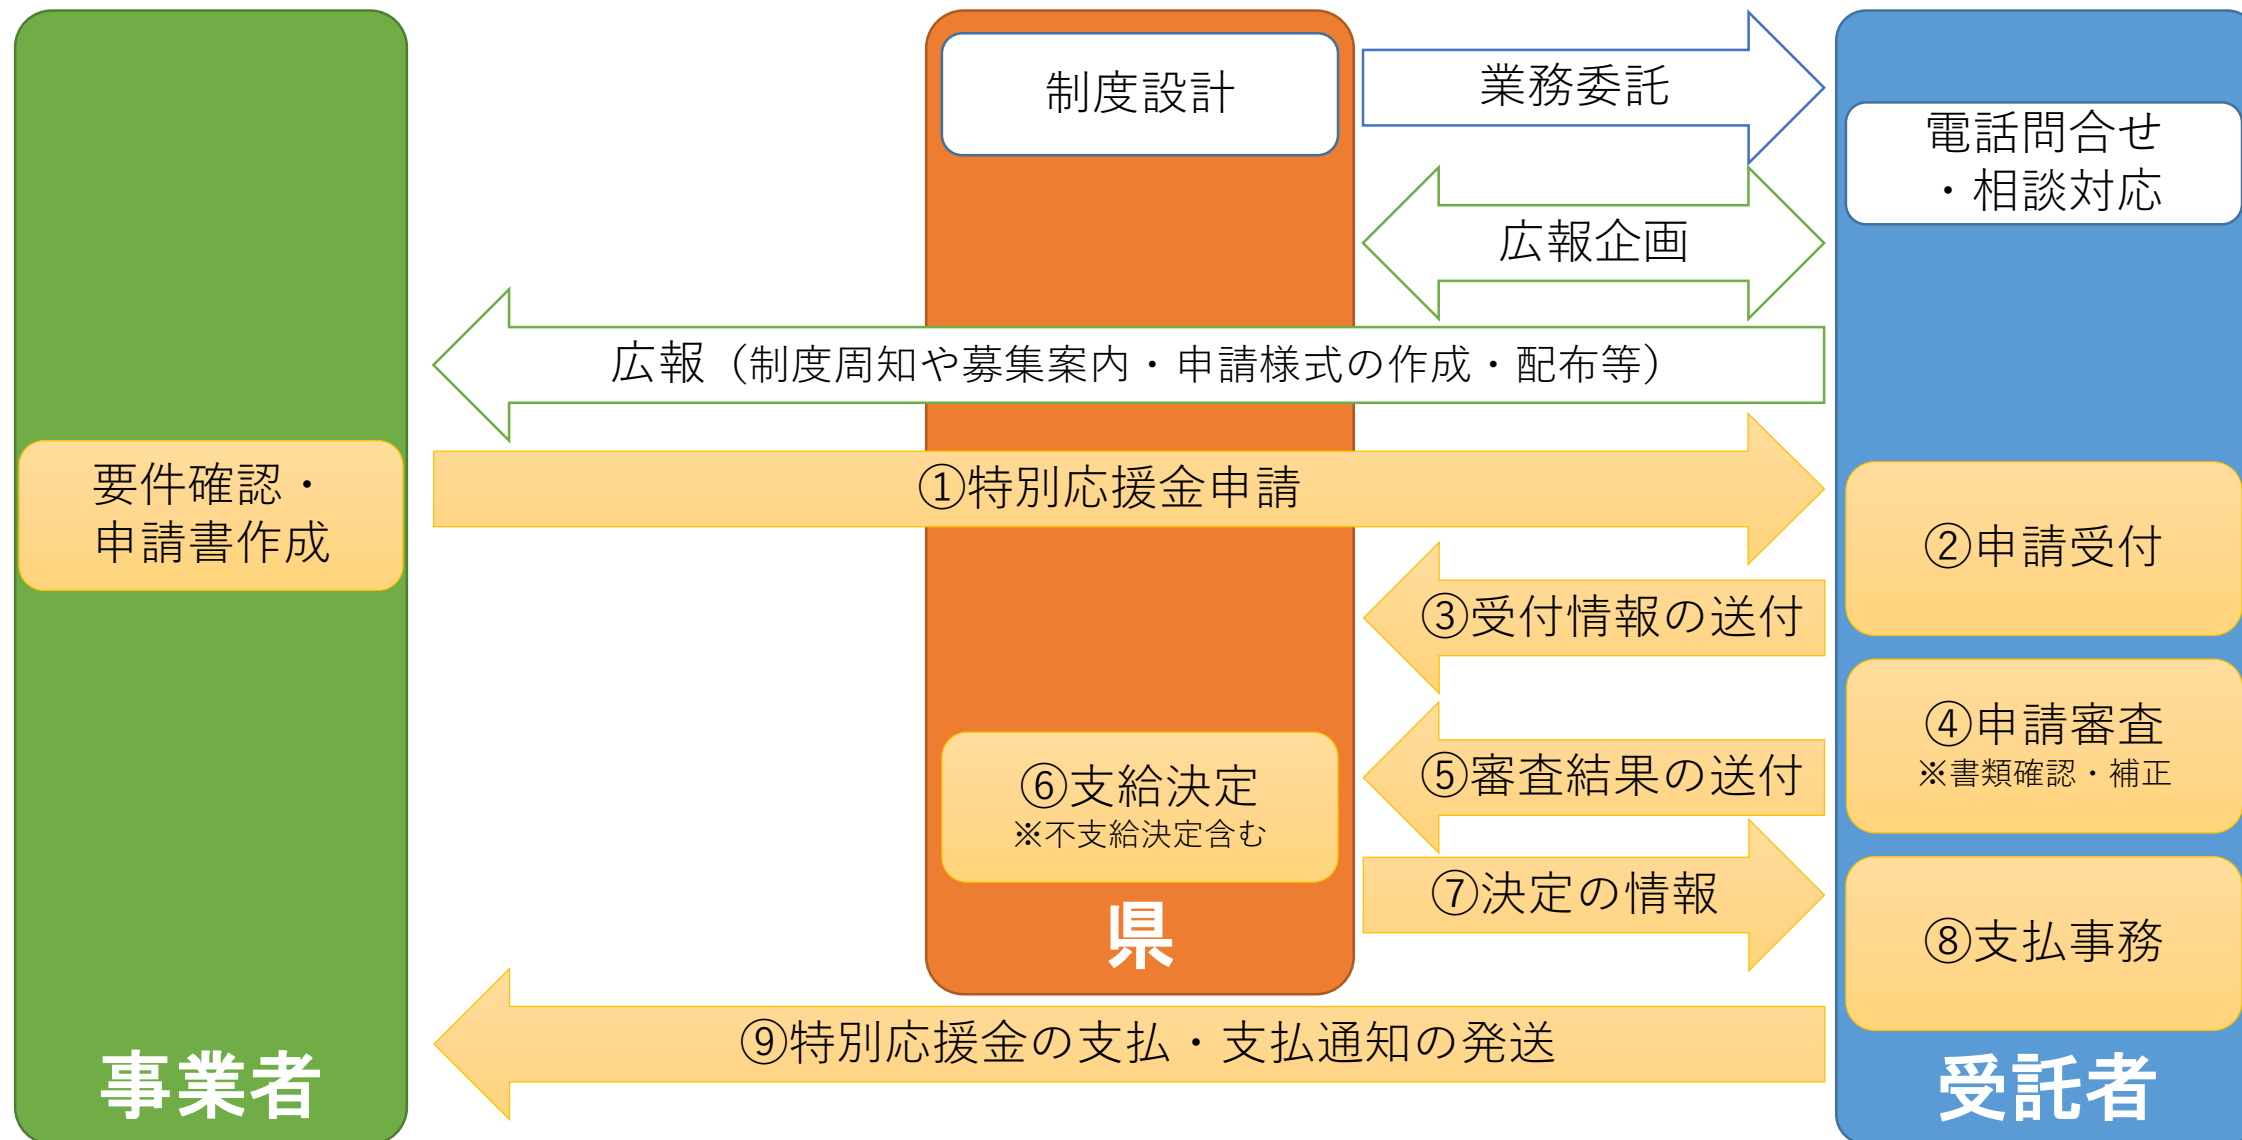 制度設計
業務委託
電話問合せ
・相談対応
広報企画
広報（制度周知や募集案内・申請様式の作成・配布等）
要件確認・
申請書作成
①特別応援金申請
②申請受付
③受付情報の送付
④申請審査
※書類確認・補正
⑤審査結果の送付
⑥支給決定
※不支給決定含む
⑦決定の情報
県
⑧支払事務
⑨特別応援金の支払・支払通知の発送
事業者
受託者